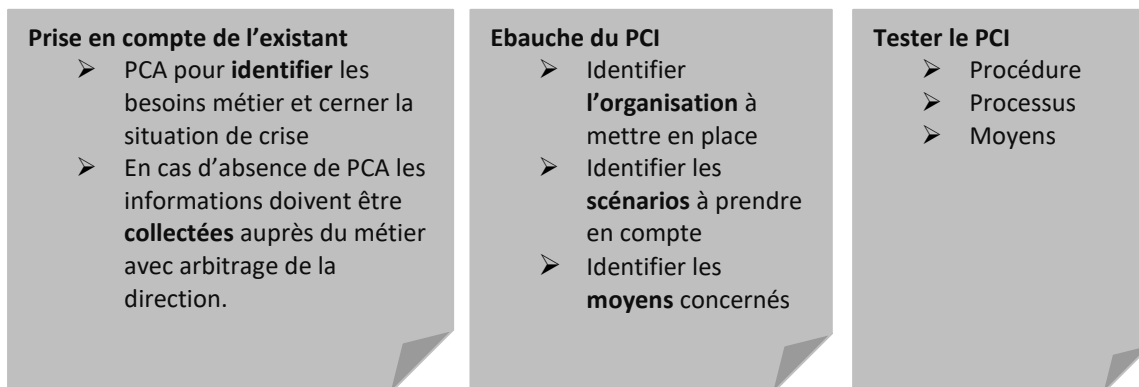 Prise en compte de l'existant
➢ PCA pour identifier les
besoins métier et cerner la
situation de crise
➢ En cas d'absence de PCA les
informations doivent être
collectées auprès du métier
avec arbitrage de la
direction.
Ebauche du PCI
➢ Identifier
l'organisation à
mettre en place
➢ Identifier les
scénarios à prendre
en compte
➢ Identifier les
moyens concernés
Tester le PCI
➢ Procédure
➢ Processus
➢ Moyens